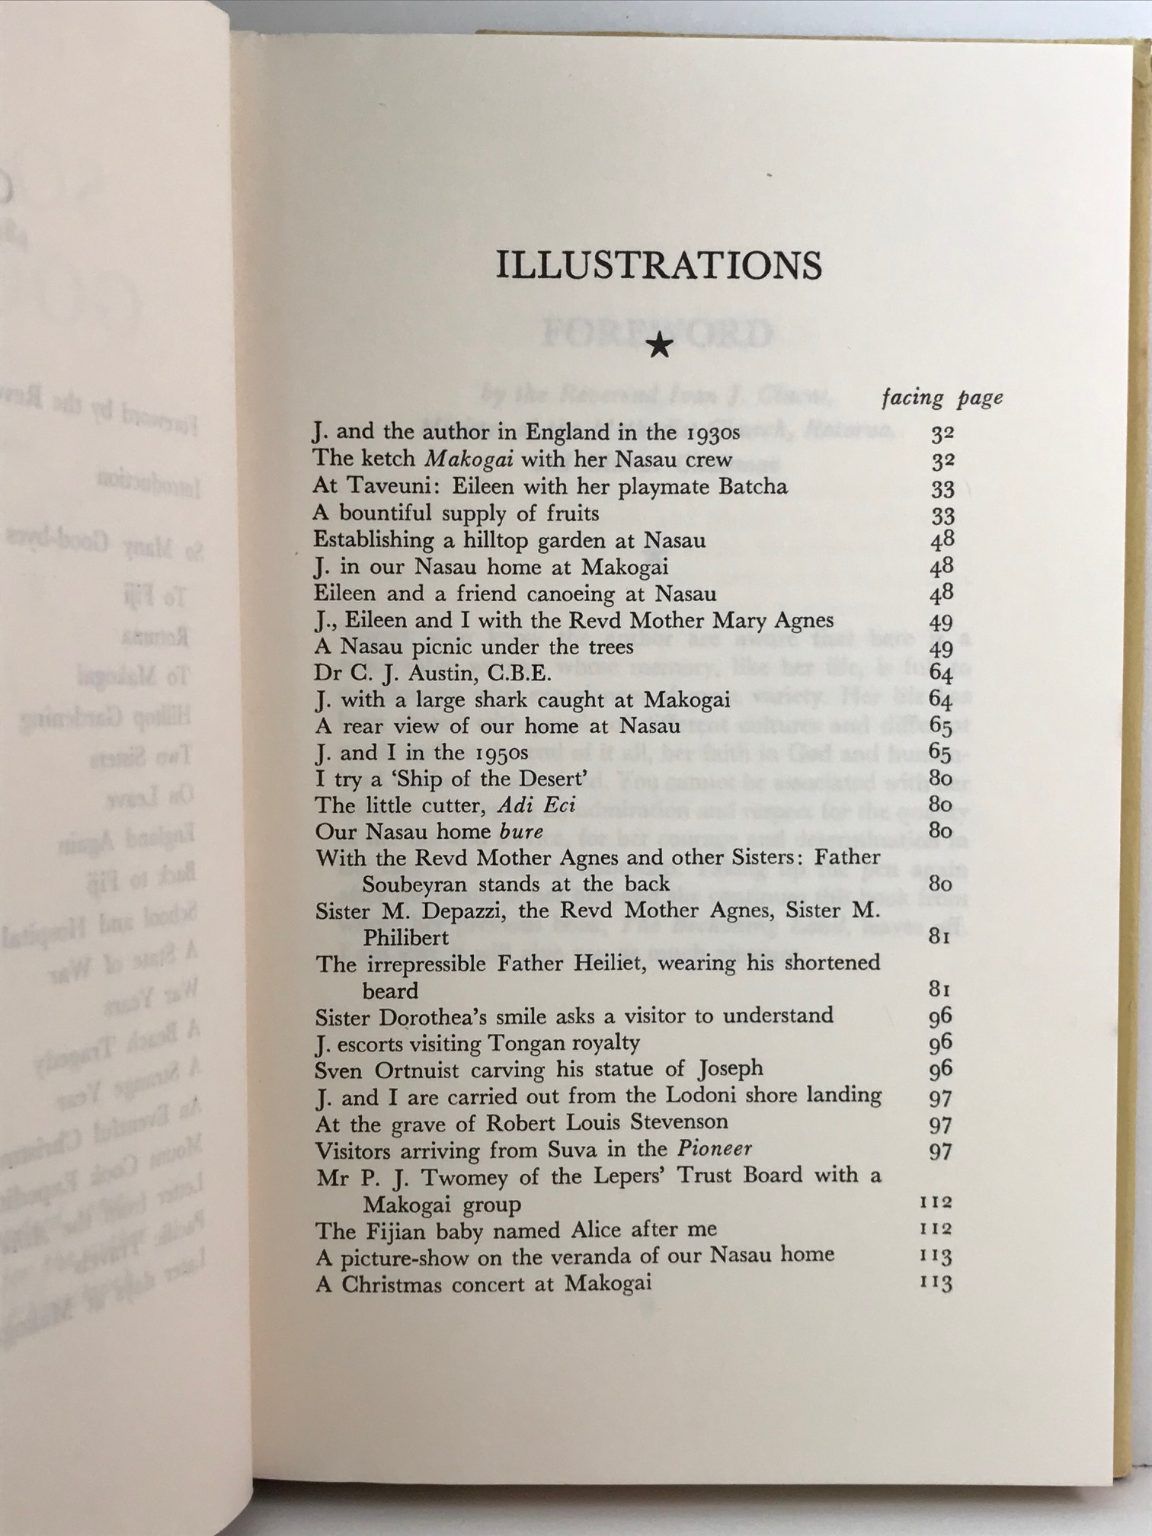 ILLUSTRATIONS
★
facing page
J. and the author in England in the 1930s 32
The ketch Makogai with her Nasau crew 32
At Taveuni: Eileen with her playmate Batcha 33
A bountiful supply of fruits 33
Establishing a hilltop garden at Nasau 48
J. in our Nasau home at Makogai 48
Eileen and a friend canoeing at Nasau 48
J., Eileen and I with the Revd Mother Mary Agnes 49
A Nasau picnic under the trees 49
Dr C. J. Austin, C.B.E. 64
J. with a large shark caught at Makogai 64
A rear view of our home at Nasau 65
J. and I in the 1950s 65
I try a ‘Ship of the Desert’ 80
The little cutter, Adi Eci 80
Our Nasau home bure 80
With the Revd Mother Agnes and other Sisters: Father
Soubeyran stands at the back 80
Sister M. Depazzi, the Revd Mother Agnes, Sister M.
Philibert 81
The irrepressible Father Heiliet, wearing his shortened
beard 81
Sister Dorothea’s smile asks a visitor to understand 96
J. escorts visiting Tongan royalty 96
Sven Ortnuist carving his statue of Joseph 96
J. and I are carried out from the Lodoni shore landing 97
At the grave of Robert Louis Stevenson 97
Visitors arriving from Suva in the Pioneer 97
Mr P. J. Twomey of the Lepers’ Trust Board with a
Makogai group 112
The Fijian baby named Alice after me 112
A picture-show on the veranda of our Nasau home 113
A Christmas concert at Makogai 113